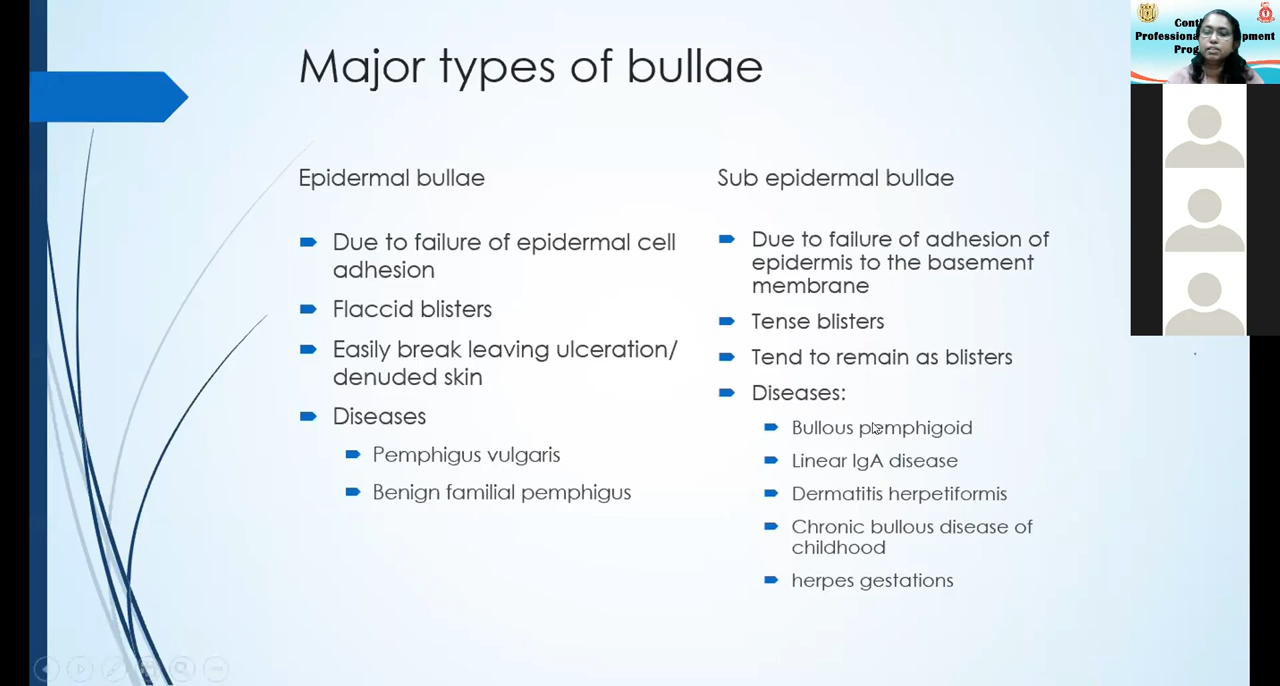 Major types of bullae
Epidermal bullae
Due to failure of epidermal cell
adhesion
Flaccid blisters
Easily break leaving ulceration/
denuded skin
Diseases
Pemphigus vulgaris
Benign familial pemphigus
Sub epidermal bullae
Due to failure of adhesion of
epidermis to the basement
membrane
Tense blisters
Tend to remain as blisters
Diseases:
Bullous pemphigoid
Linear IgA disease
Dermatitis herpetiformis
Chronic bullous disease of
childhood
herpes gestations
Professional